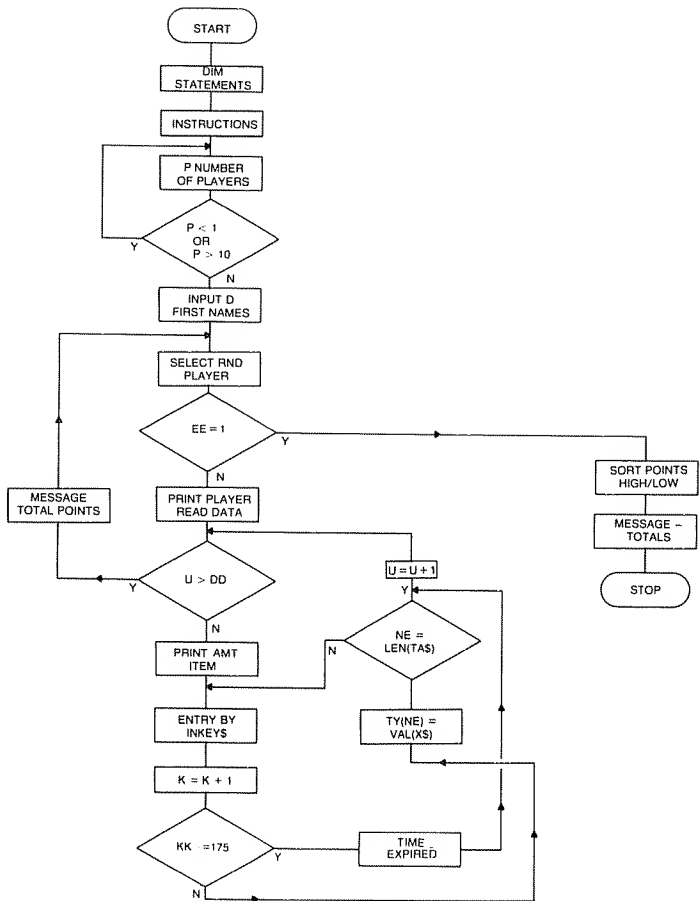 START
DIM
STATEMENTS
INSTRUCTIONS
P NUMBER
OF PLAYERS
P < 1
OR
P > 10
Y
N
INPUT D
FIRST NAMES
SELECT RND
PLAYER
EE = 1
Y
N
SORT POINTS
HIGH/LOW
MESSAGE
TOTAL POINTS
PRINT PLAYER
READ DATA
MESSAGE –
TOTALS
U > DD
Y
N
U = U + 1
STOP
Y
NE =
LEN(TA$)
N
PRINT AMT
ITEM
ENTRY BY
INKEY$
TY(NE) =
VAL(X$)
K = K + 1
KK =175
Y
N
TIME
EXPIRED